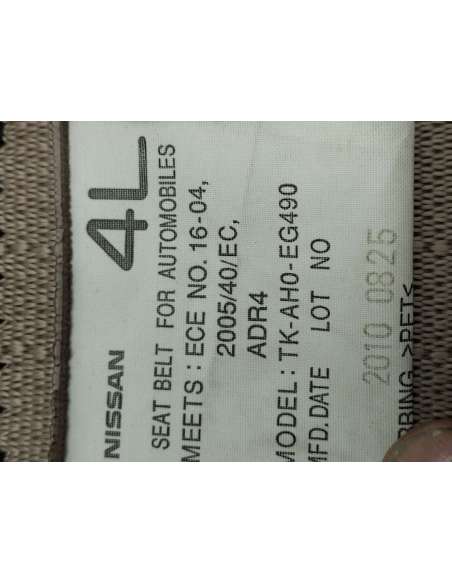 NISSAN 4L
SEAT BELT FOR AUTOMOBILES
MEETS : ECE NO. 16-04,
2005/40/EC,
ADR4
MODEL : TK-AH0-EG490
MFD. DATE LOT NO
2010 0825
>PET<